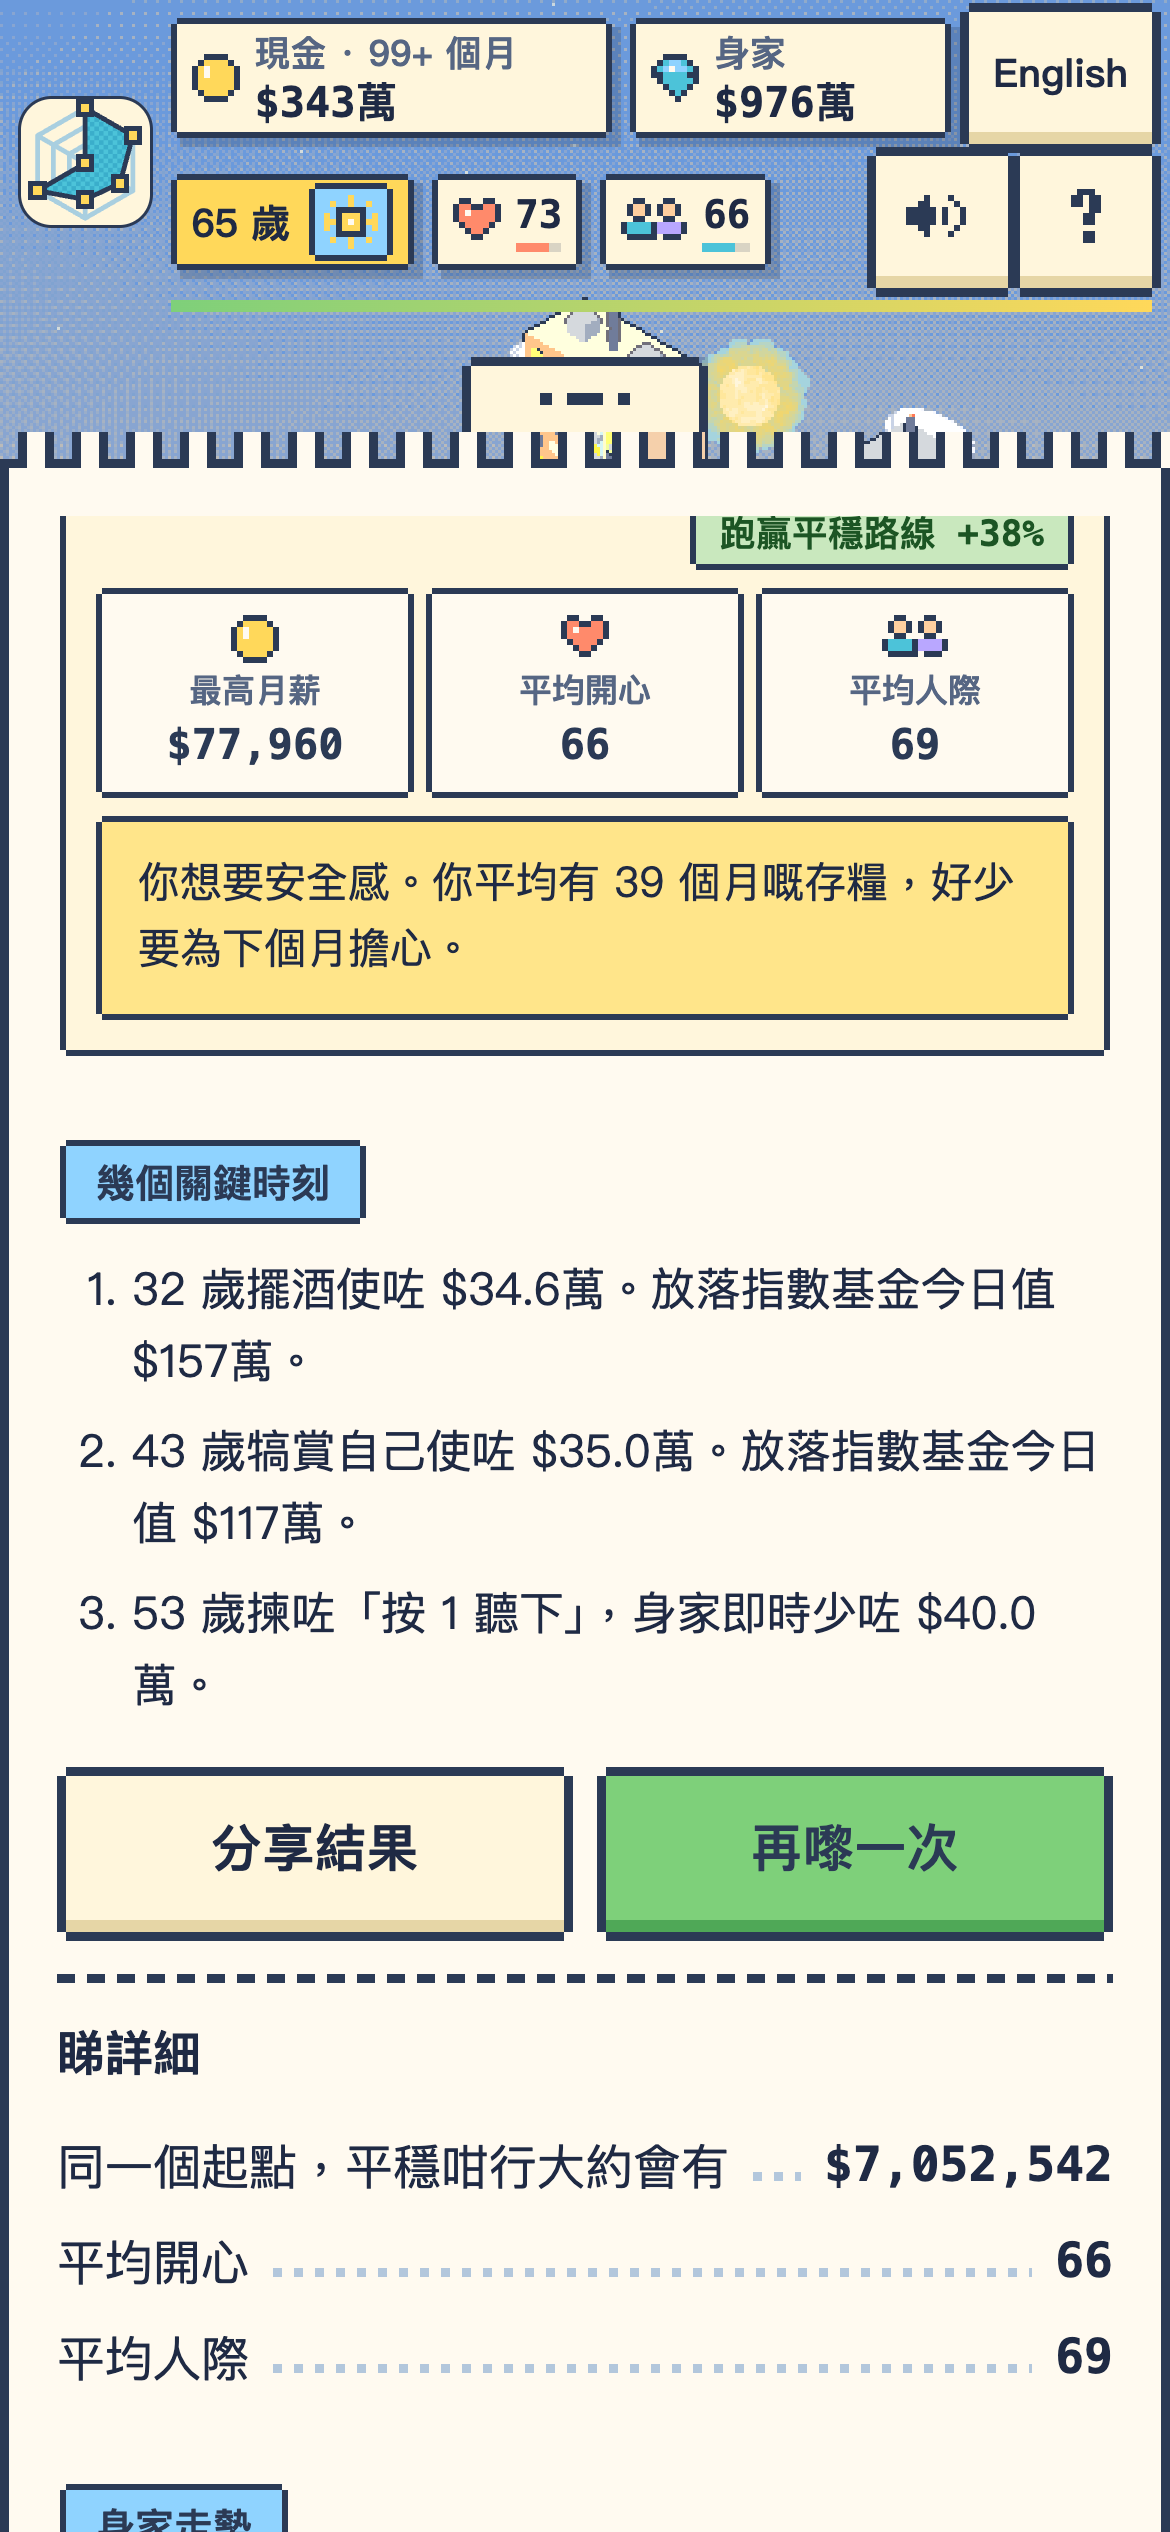 現金 · 99+ 個月
$343萬
身家
$976萬
English
65 歲
73
66
?
跑贏平穩路線 +38%
最高月薪
$77,960
平均開心
66
平均人際
69
你想要安全感。你平均有 39 個月嘅存糧，好少
要為下個月擔心。
幾個關鍵時刻
1. 32 歲擺酒使咗 $34.6萬。放落指數基金今日值
$157萬。
2. 43 歲犒賞自己使咗 $35.0萬。放落指數基金今日
值 $117萬。
3. 53 歲揀咗「按 1 聽下」，身家即時少咗 $40.0
萬。
分享結果
再嚟一次
睇詳細
同一個起點，平穩咁行大約會有 $7,052,542
平均開心 66
平均人際 69
身家走勢